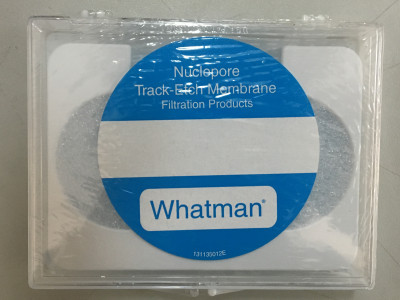 Nuclepore
Track-Etch Membrane
Filtration Products
Whatman®